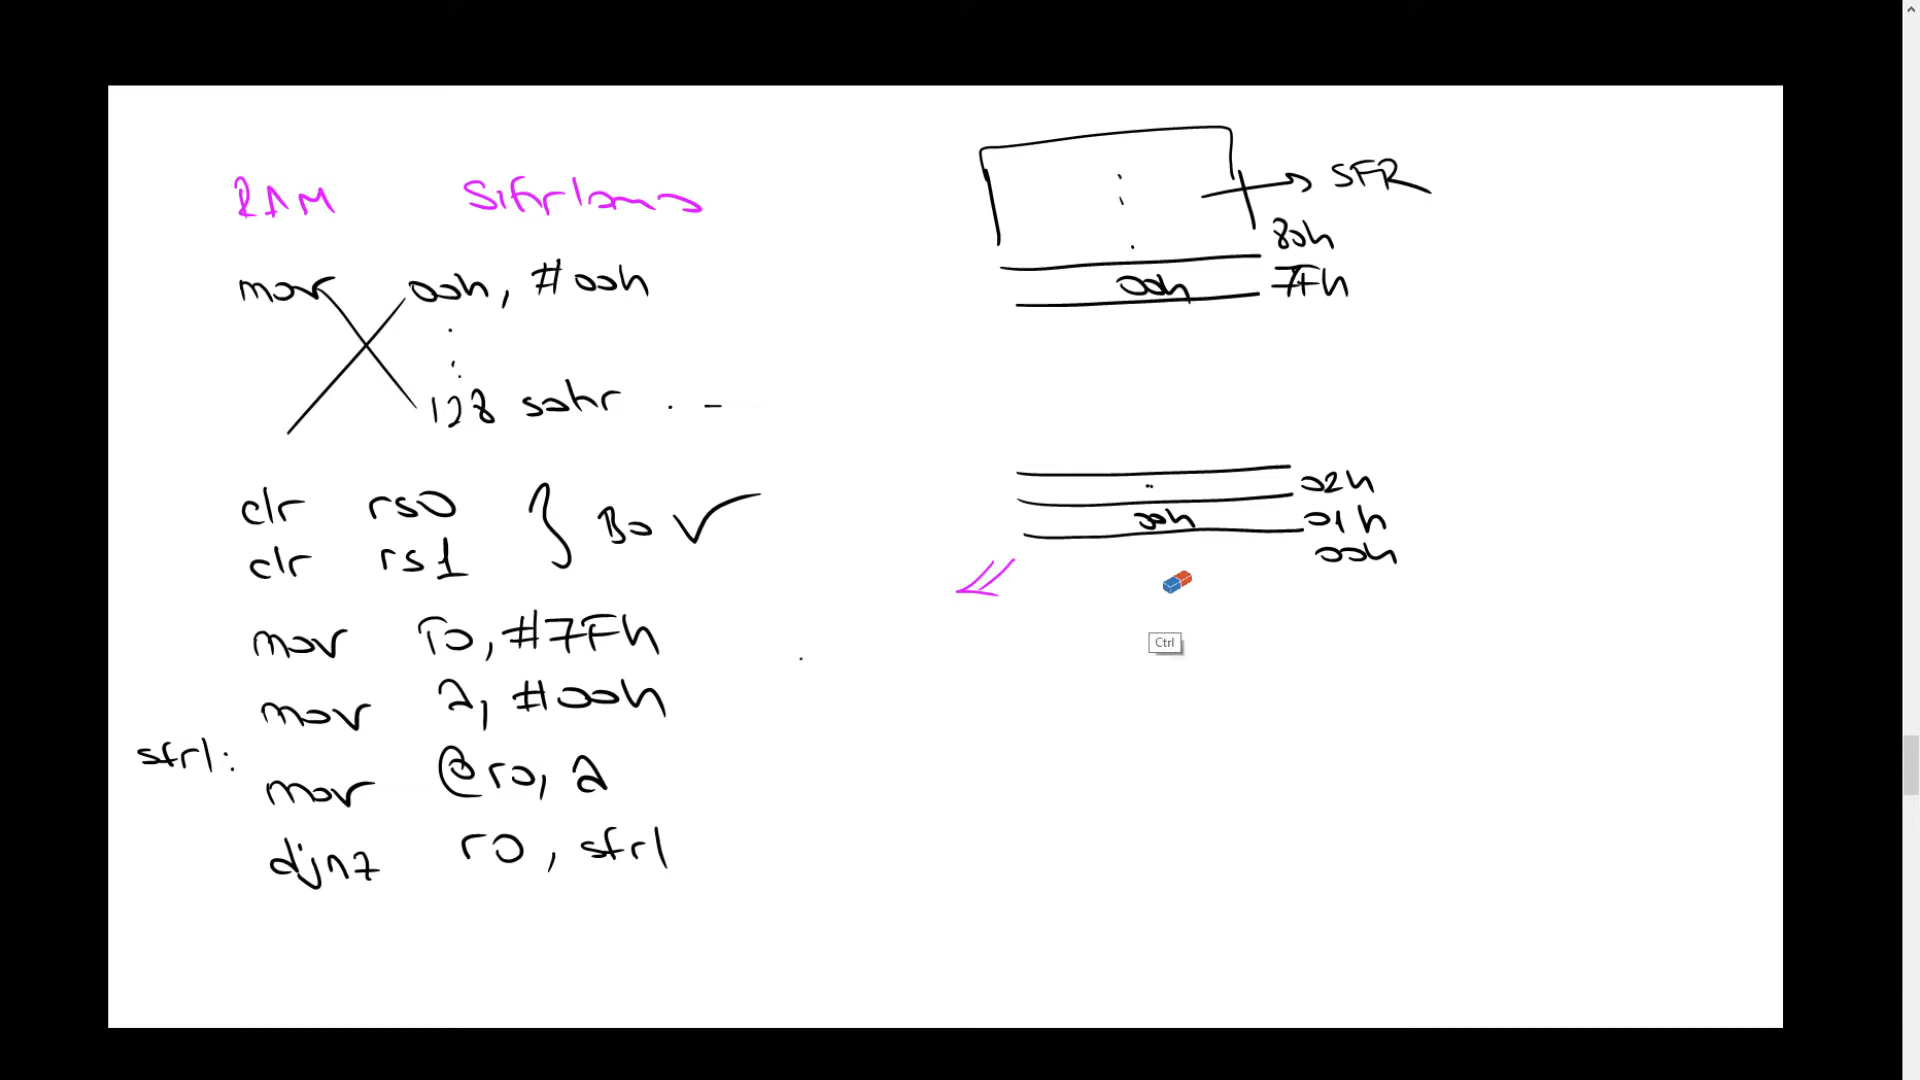 RAM Sıfırlama
mov 00h, #00h
128 satır . -
clr rs0
clr rs1
B0
mov r0, #7Fh
mov a, #00h
sfrl: mov @r0, a
djnz r0, sfrl
SFR
80h
00h 7Fh
02h
00h 01h
00h
Ctrl